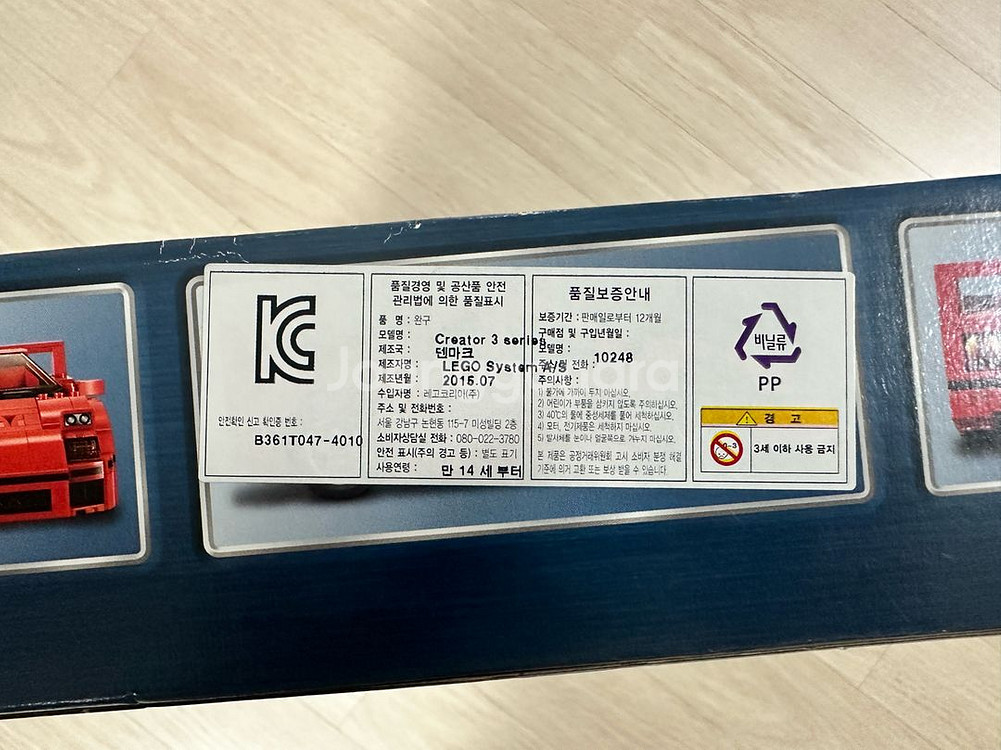 KC
안전확인 신고 확인증 번호 :
B361T047-4010
품질경영 및 공산품 안전
관리법에 의한 품질표시
품 명 : 완구
모델명 : Creator 3 series
제조국 : 덴마크
제조자명 : LEGO System A/S
제조년월 : 2015.07
수입자명 : 레고코리아(주)
주소 및 전화번호 :
서울 강남구 논현동 115-7 미성빌딩 2층
소비자상담실 전화 : 080-022-3780
안전 표시(주의 경고 등) : 별도 표기
사용연령 : 만 14 세 부터
품질보증안내
보증기간 : 판매일로부터 12개월
구매점 및 구입년월일 :
모델명 : 10248
전화 :
주의사항 :
1) 불가에 가까이 두지 마십시오.
2) 어린이가 부품을 삼키지 않도록 주의하십시오.
3) 40℃의 물에 중성세제를 풀어 세척하십시오.
4) 모터, 전기제품은 세척하지 마십시오.
5) 발사체를 눈이나 얼굴쪽으로 겨누지 마십시오.
본 제품은 공정거래위원회 고시 소비자 분쟁 해결
기준에 의거 교환 또는 보상 받을 수 있습니다.
비닐류
PP
경 고
0-3
3세 이하 사용 금지